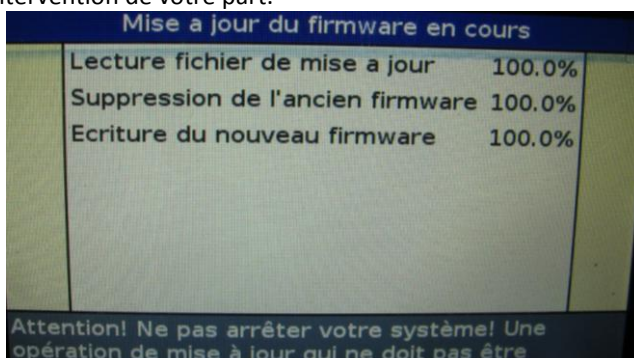 intervention de votre part.
Mise a jour du firmware en cours
Lecture fichier de mise a jour 100.0%
Suppression de l'ancien firmware 100.0%
Ecriture du nouveau firmware 100.0%
Attention! Ne pas arrêter votre système! Une
opération de mise à jour qui ne doit pas être